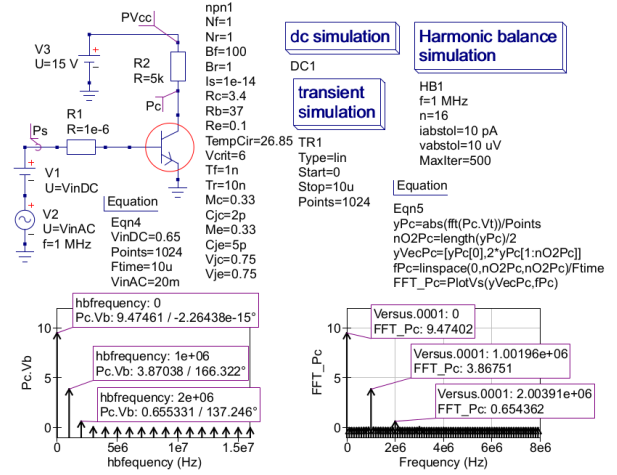 PVcc
V3
U=15 V
R2
R=5k
Pc
R1
R=1e-6
Ps
V1
U=VinDC
V2
U=VinAC
f=1 MHz
Equation
Eqn4
VinDC=0.65
Points=1024
Ftime=10u
VinAC=20m
npn1
Nf=1
Nr=1
Bf=100
Br=1
Is=1e-14
Rc=3.4
Rb=37
Re=0.1
TempCir=26.85
Vcrit=6
Tf=1n
Tr=10n
Mc=0.33
Cjc=2p
Me=0.33
Cje=5p
Vjc=0.75
Vje=0.75
dc simulation
DC1
transient
simulation
TR1
Type=lin
Start=0
Stop=10u
Points=1024
Harmonic balance
simulation
HB1
f=1 MHz
n=16
iabstol=10 pA
vabstol=10 uV
MaxIter=500
Equation
Eqn5
yPc=abs(fft(Pc.Vt))/Points
nO2Pc=length(yPc)/2
yVecPc=[yPc[0],2*yPc[1:nO2Pc]]
fPc=linspace(0,nO2Pc,nO2Pc)/Ftime
FFT_Pc=PlotVs(yVecPc,fPc)
hbfrequency: 0
Pc.Vb: 9.47461 / -2.26438e-15°
hbfrequency: 1e+06
Pc.Vb: 3.87038 / 166.322°
hbfrequency: 2e+06
Pc.Vb: 0.655331 / 137.246°
10
5
0
Pc.Vb
0 5e6 1e7 1.5e7
hbfrequency (Hz)
Versus.0001: 0
FFT_Pc: 9.47402
Versus.0001: 1.00196e+06
FFT_Pc: 3.86751
Versus.0001: 2.00391e+06
FFT_Pc: 0.654362
10
5
0
FFT_Pc
0 2e6 4e6 6e6 8e6
Frequency (Hz)